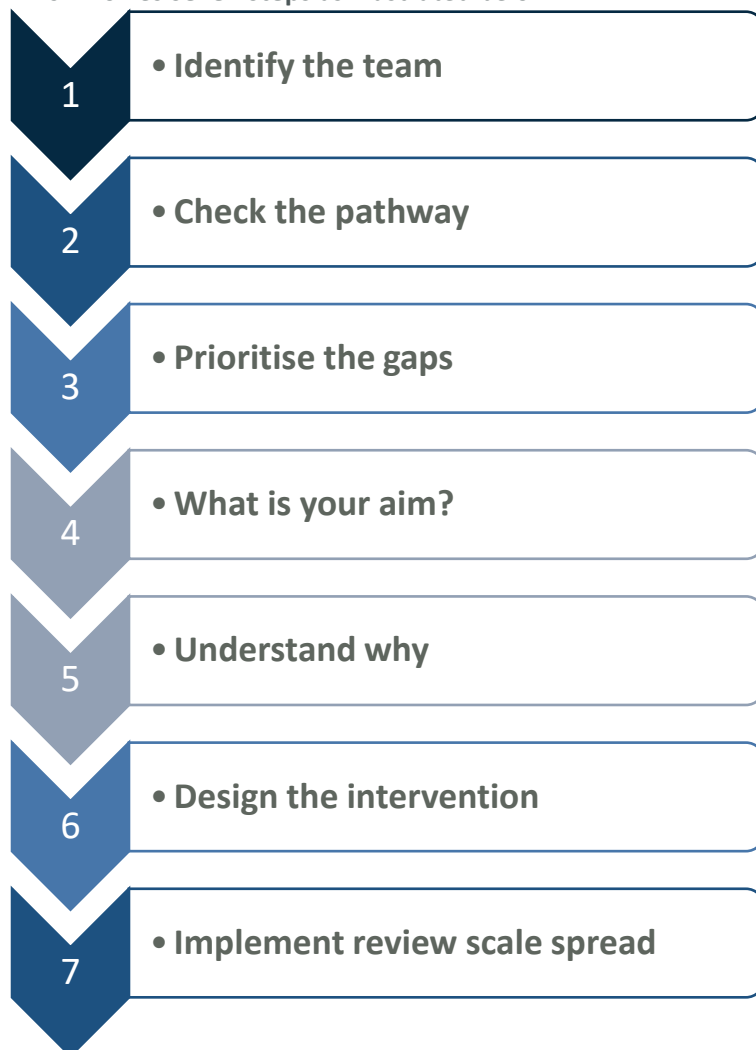 1
• Identify the team
2
• Check the pathway
3
• Prioritise the gaps
4
• What is your aim?
5
• Understand why
6
• Design the intervention
7
• Implement review scale spread